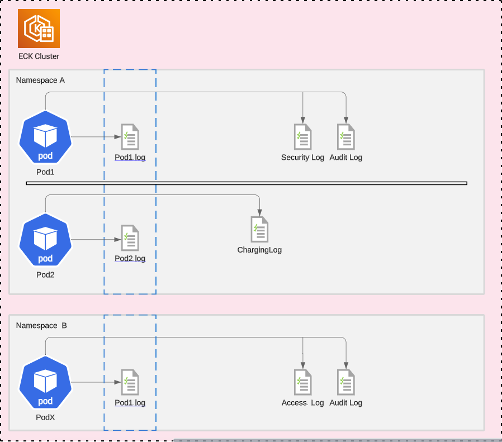 ECK Cluster
Namespace A
pod
Pod1
Pod1.log
Security Log
Audit Log
pod
Pod2
Pod2.log
ChargingLog
Namespace B
pod
PodX
Pod1.log
Access Log
Audit Log